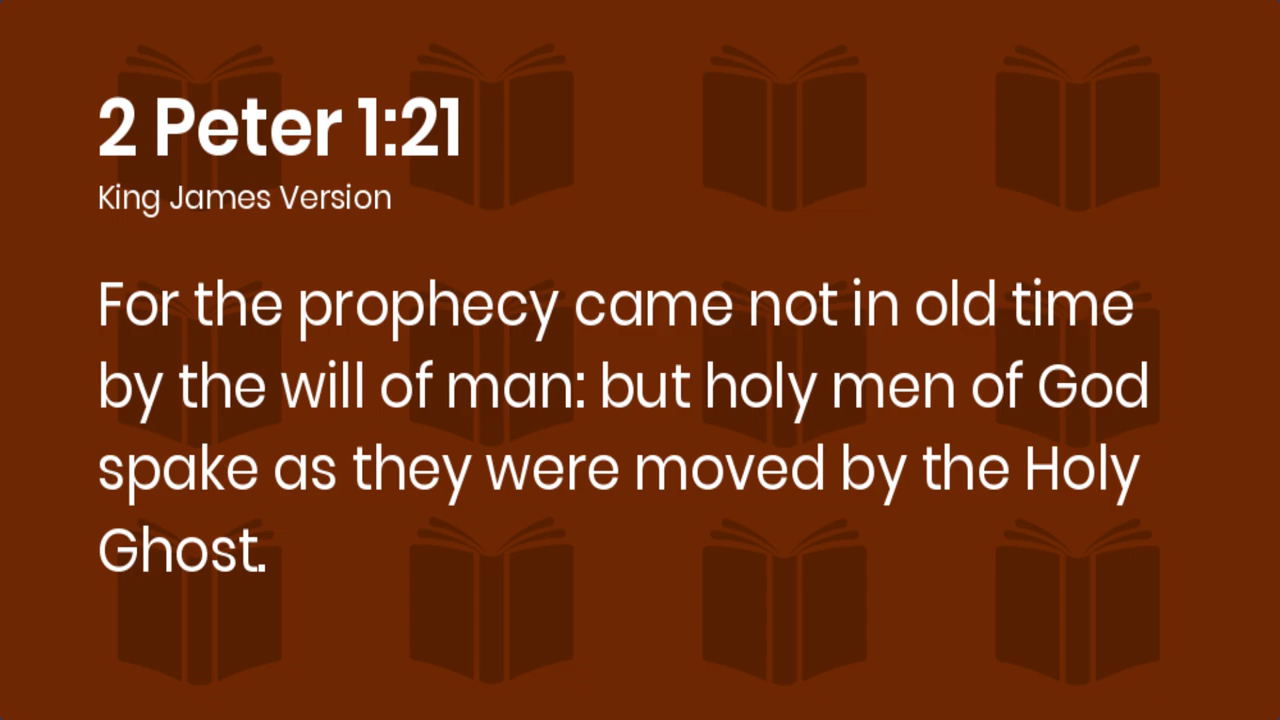 2 Peter 1:21
King James Version
For the prophecy came not in old time
by the will of man: but holy men of God
spake as they were moved by the Holy
Ghost.